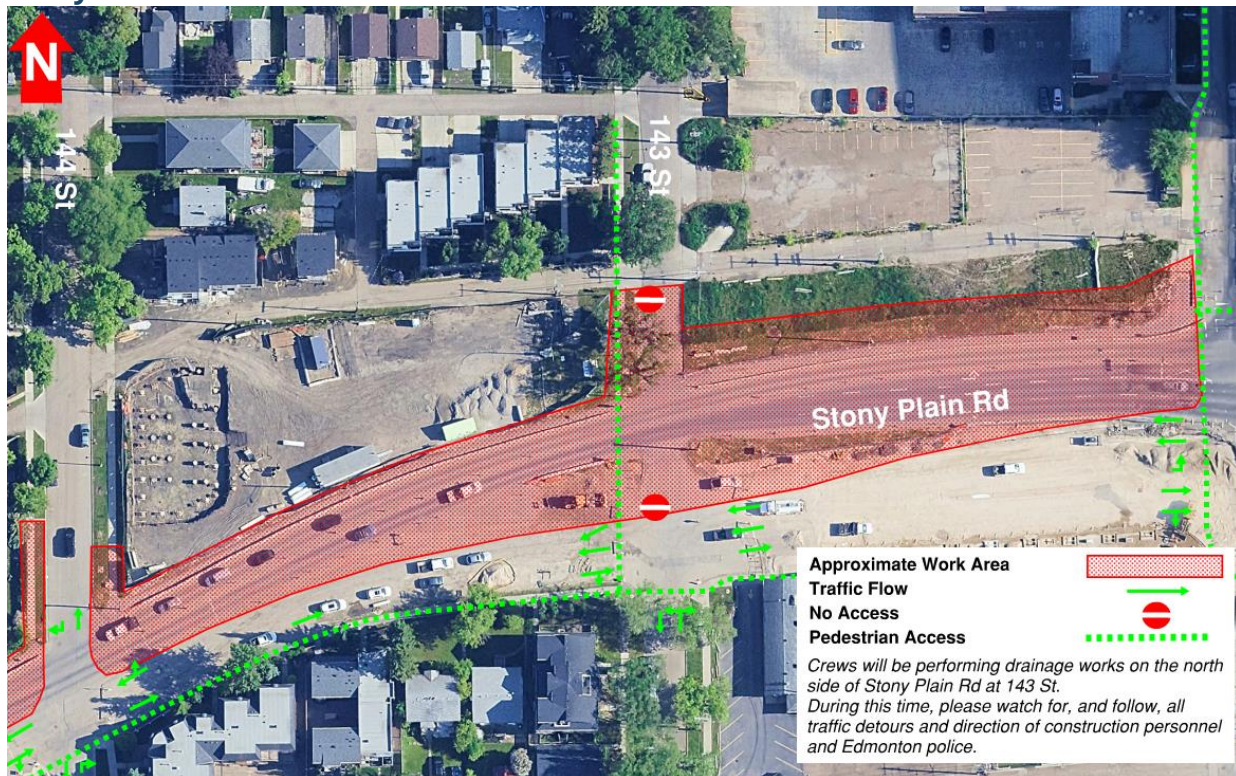 N
144 St
143 St
Stony Plain Rd
Approximate Work Area
Traffic Flow
No Access
Pedestrian Access
Crews will be performing drainage works on the north
side of Stony Plain Rd at 143 St.
During this time, please watch for, and follow, all
traffic detours and direction of construction personnel
and Edmonton police.